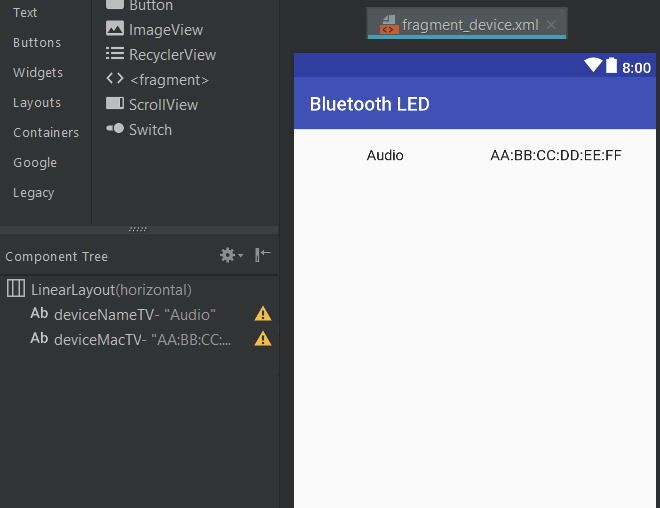 Text
Buttons
Widgets
Layouts
Containers
Google
Legacy
Button
ImageView
RecyclerView
<fragment>
ScrollView
Switch
Component Tree
LinearLayout(horizontal)
Ab deviceNameTV- "Audio"
Ab deviceMacTV- "AA:BB:CC:...
fragment_device.xml
8:00
Bluetooth LED
Audio AA:BB:CC:DD:EE:FF